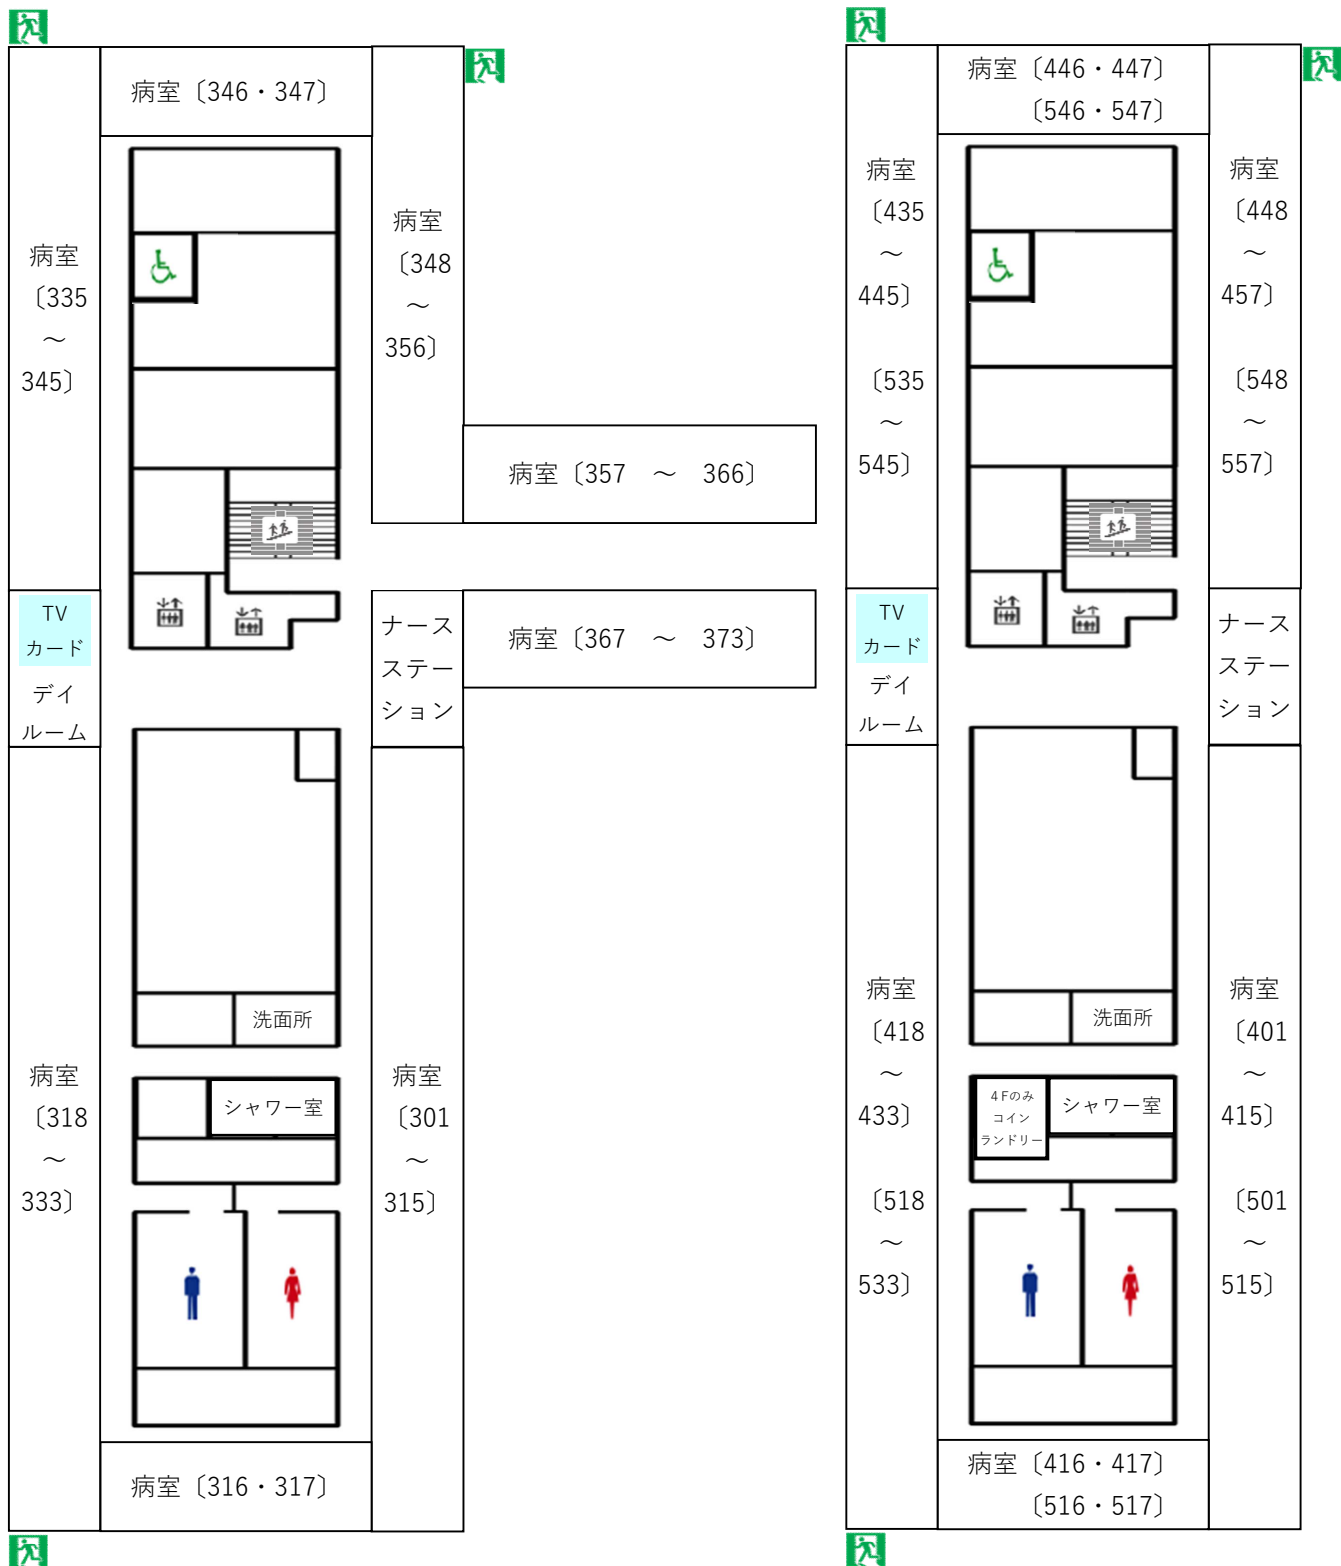 病室〔346・347〕
病室
〔335
～
345〕
病室
〔348
～
356〕
病室〔357　～　366〕
TV
カード
デイ
ルーム
ナース
ステー
ション
病室〔367　～　373〕
洗面所
病室
〔318
～
333〕
シャワー室
病室
〔301
～
315〕
病室〔316・317〕
病室〔446・447〕
〔546・547〕
病室
〔435
～
445〕
〔535
～
545〕
病室
〔448
～
457〕
〔548
～
557〕
TV
カード
デイ
ルーム
ナース
ステー
ション
洗面所
病室
〔418
～
433〕
〔518
～
533〕
4Fのみ
コイン
ランドリー
シャワー室
病室
〔401
～
415〕
〔501
～
515〕
病室〔416・417〕
〔516・517〕